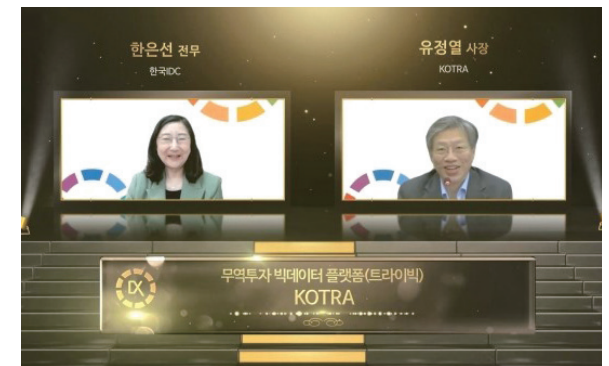 한은선 전무
한국IDC
유정열 사장
KOTRA
무역투자 빅데이터 플랫폼(트라이빅)
KOTRA
DX